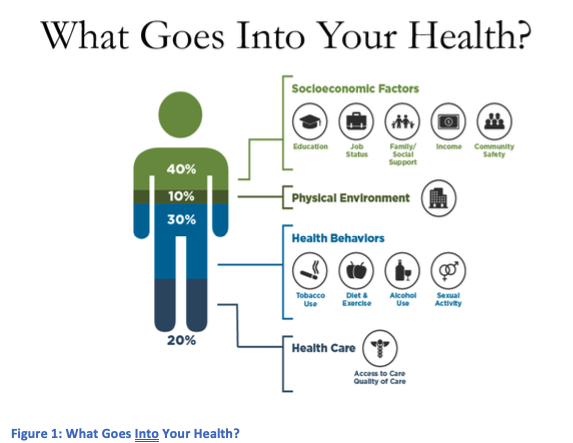 What Goes Into Your Health?
Socioeconomic Factors
Education
Job
Status
Family/
Social
Support
Income
Community
Safety
40%
10%
Physical Environment
30%
Health Behaviors
Tobacco
Use
Diet &
Exercise
Alcohol
Use
Sexual
Activity
20%
Health Care
Access to Care
Quality of Care
Figure 1: What Goes Into Your Health?